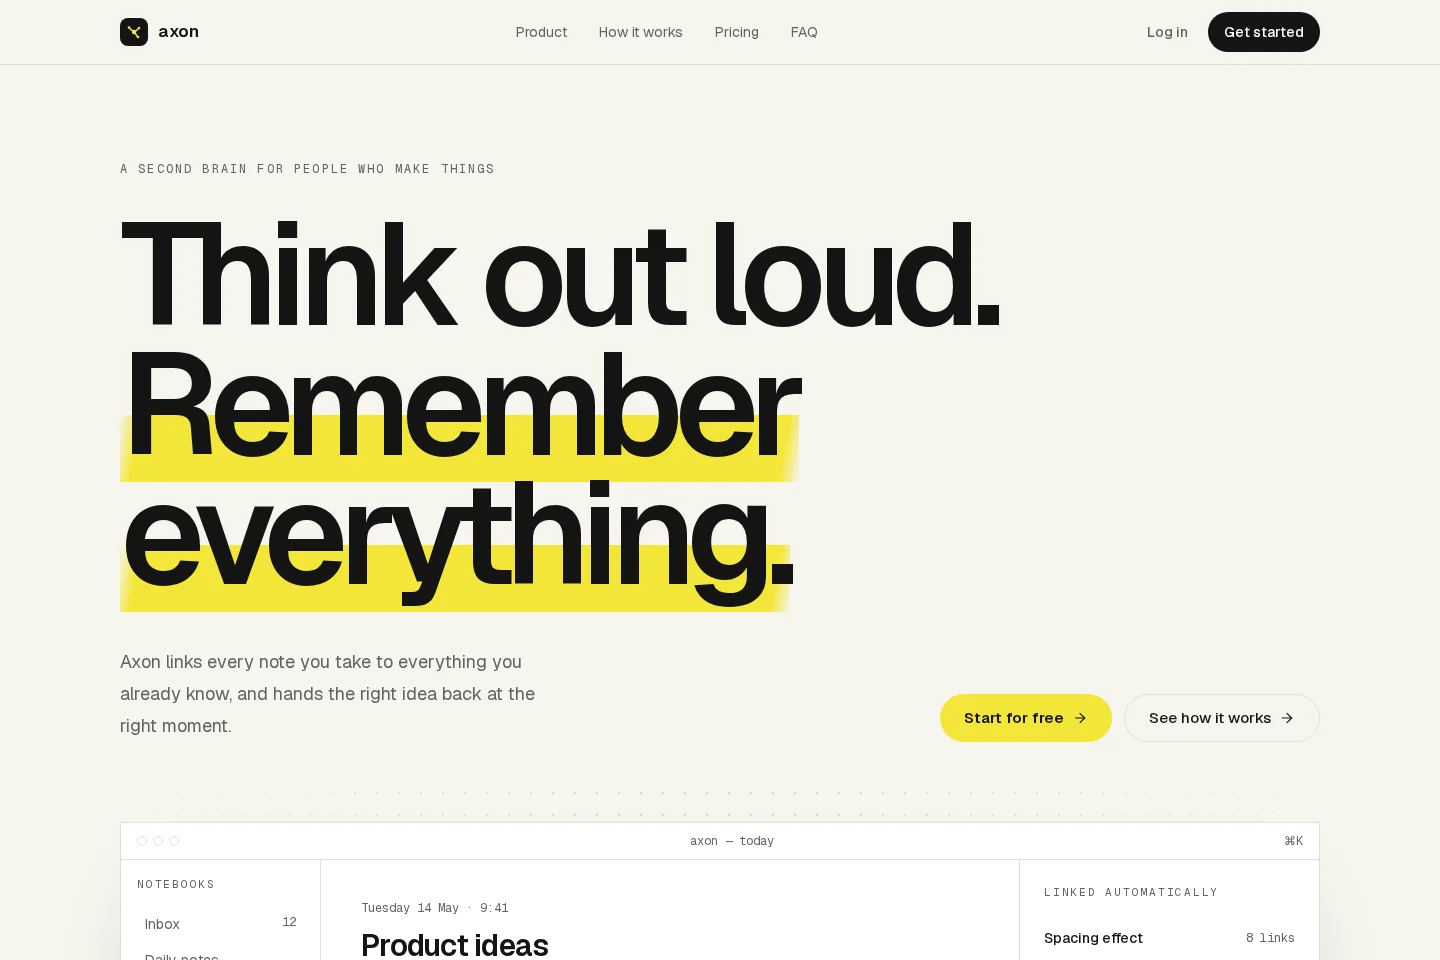 axon
Product
How it works
Pricing
FAQ
Log in
Get started
A SECOND BRAIN FOR PEOPLE WHO MAKE THINGS
Think out loud.
Remember
everything.
Axon links every note you take to everything you
already know, and hands the right idea back at the
right moment.
Start for free →
See how it works →
axon — today
⌘K
NOTEBOOKS
Inbox 12
Daily notes
Tuesday 14 May · 9:41
Product ideas
LINKED AUTOMATICALLY
Spacing effect 8 links